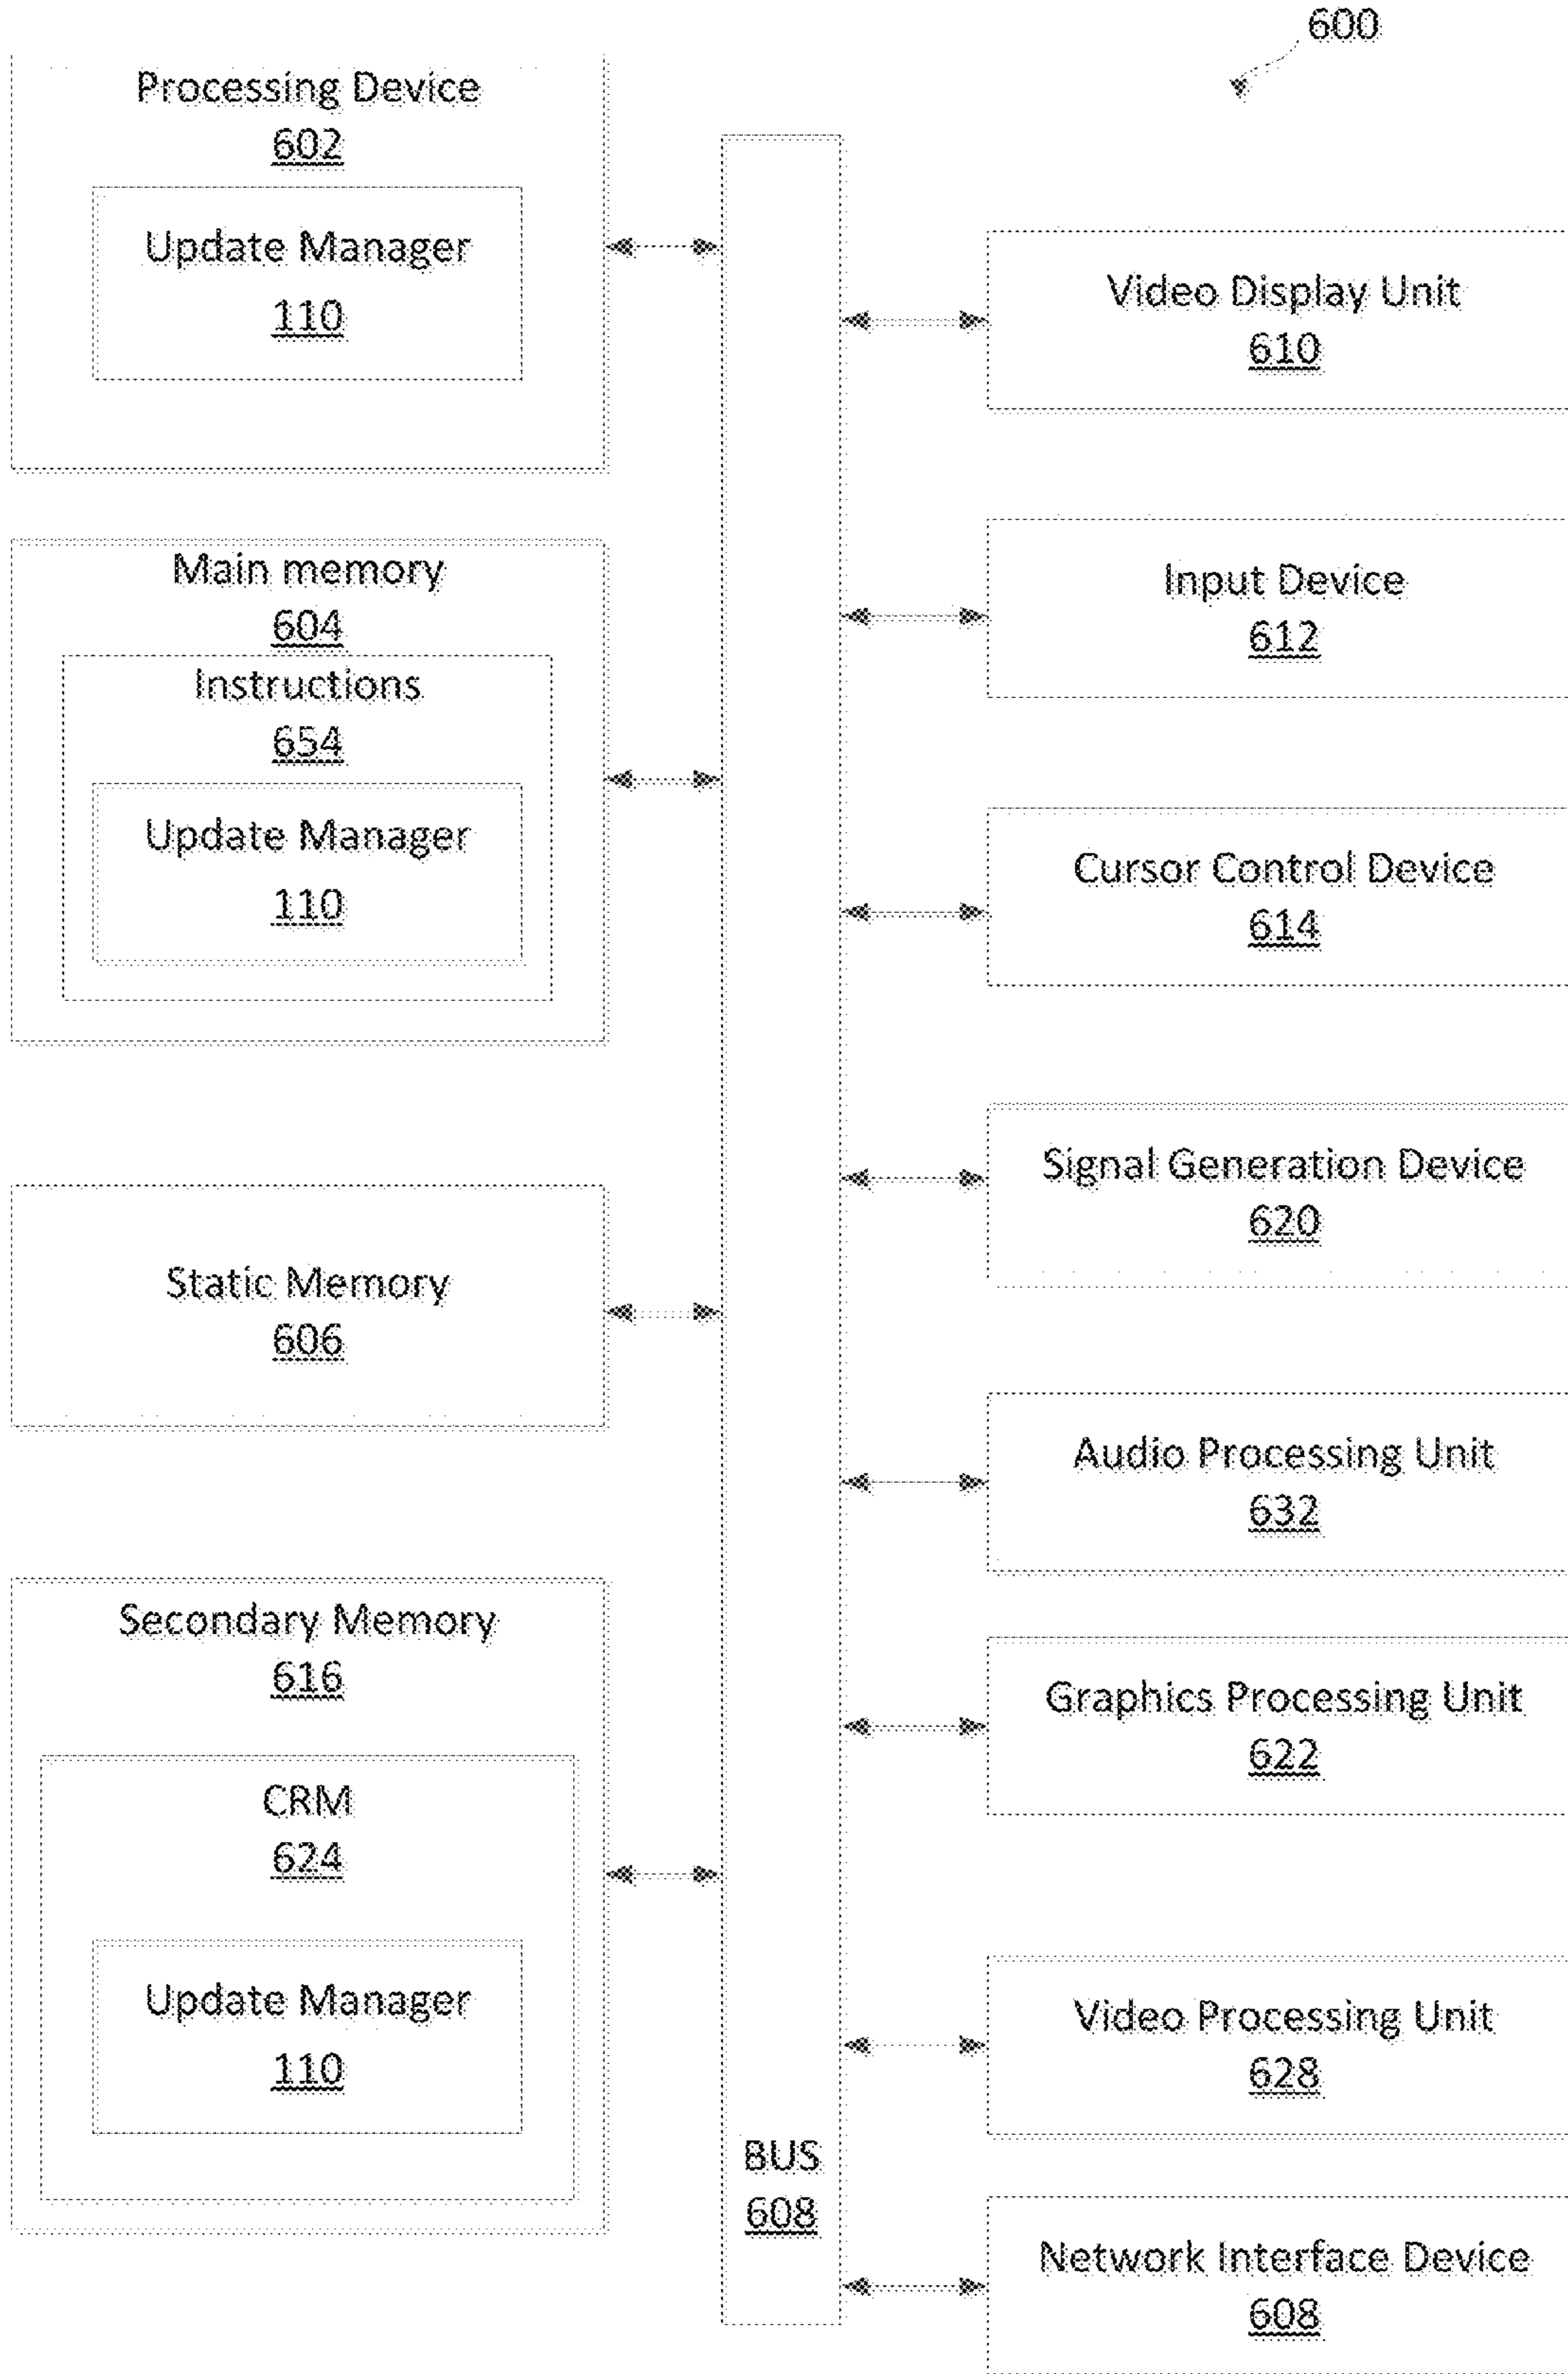 600
Processing Device
602
Update Manager
110
Main memory
604
Instructions
654
Update Manager
110
Static Memory
606
Secondary Memory
616
CRM
624
Update Manager
110
BUS
608
Video Display Unit
610
Input Device
612
Cursor Control Device
614
Signal Generation Device
620
Audio Processing Unit
632
Graphics Processing Unit
622
Video Processing Unit
628
Network Interface Device
608